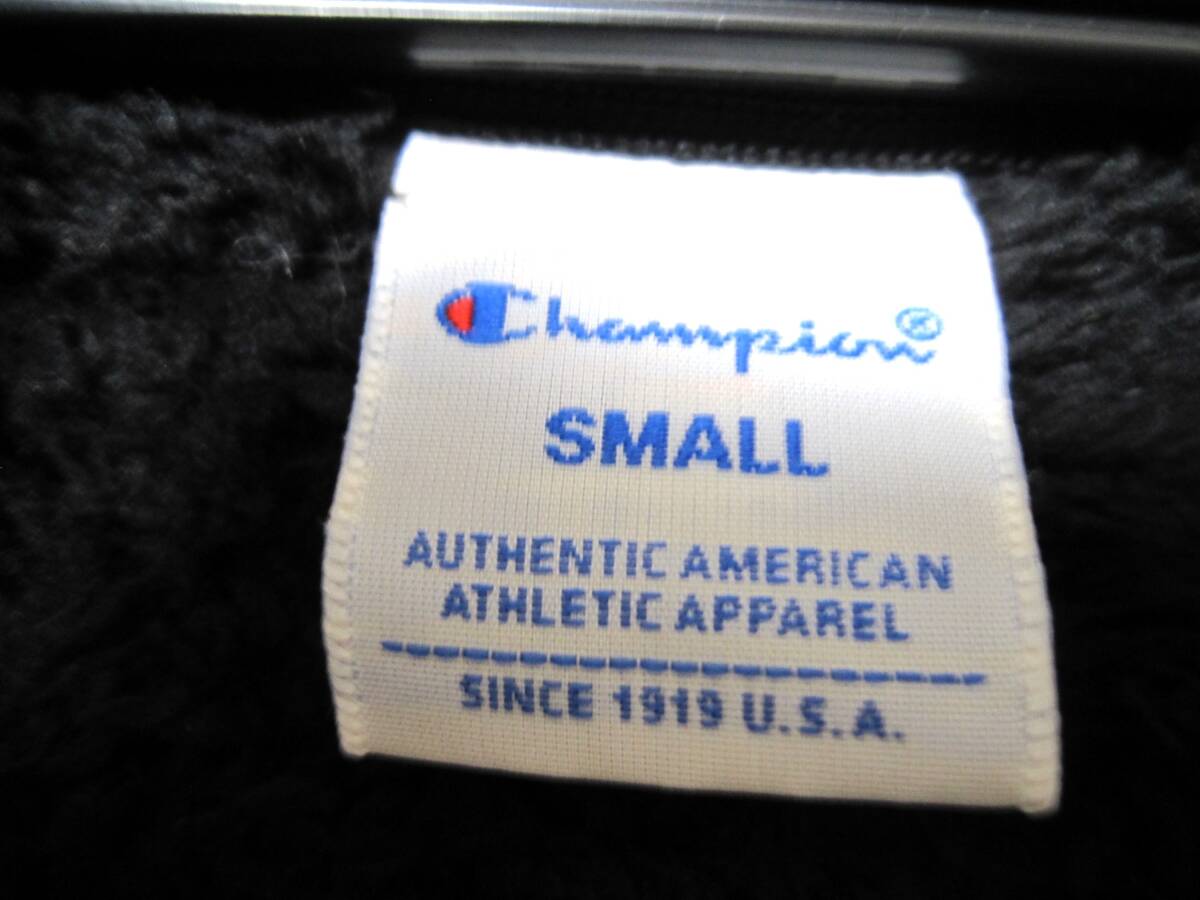 Champion®
SMALL
AUTHENTIC AMERICAN
ATHLETIC APPAREL
SINCE 1919 U.S.A.